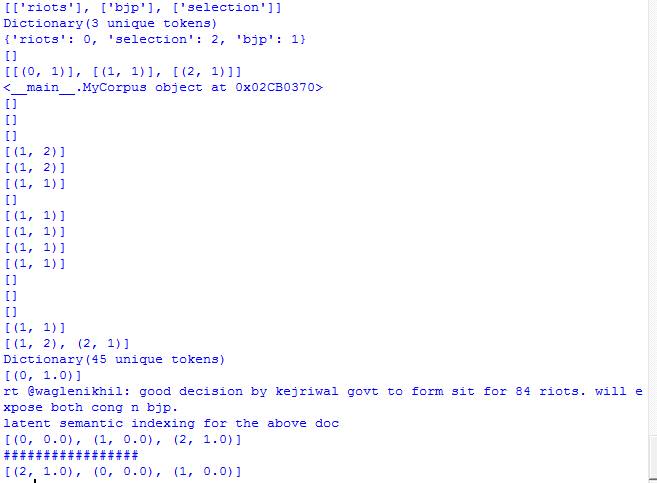 [['riots'], ['bjp'], ['selection']]
Dictionary(3 unique tokens)
{'riots': 0, 'selection': 2, 'bjp': 1}
[]
[[(0, 1)], [(1, 1)], [(2, 1)]]
<__main__.MyCorpus object at 0x02CB0370>
[]
[]
[]
[(1, 2)]
[(1, 2)]
[(1, 1)]
[]
[(1, 1)]
[(1, 1)]
[(1, 1)]
[(1, 1)]
[]
[]
[]
[(1, 1)]
[(1, 2), (2, 1)]
Dictionary(45 unique tokens)
[(0, 1.0)]
rt @waglenikhil: good decision by kejriwal govt to form sit for 84 riots. will e
xpose both cong n bjp.
latent semantic indexing for the above doc
[(0, 0.0), (1, 0.0), (2, 1.0)]
#################
[(2, 1.0), (0, 0.0), (1, 0.0)]